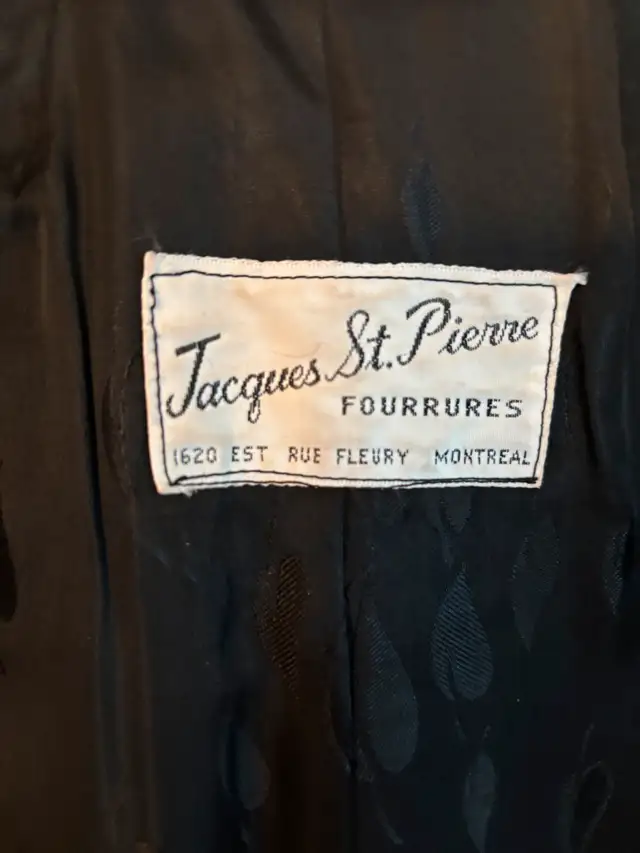 Jacques St. Pierre
FOURRURES
1620 EST RUE FLEURY MONTREAL